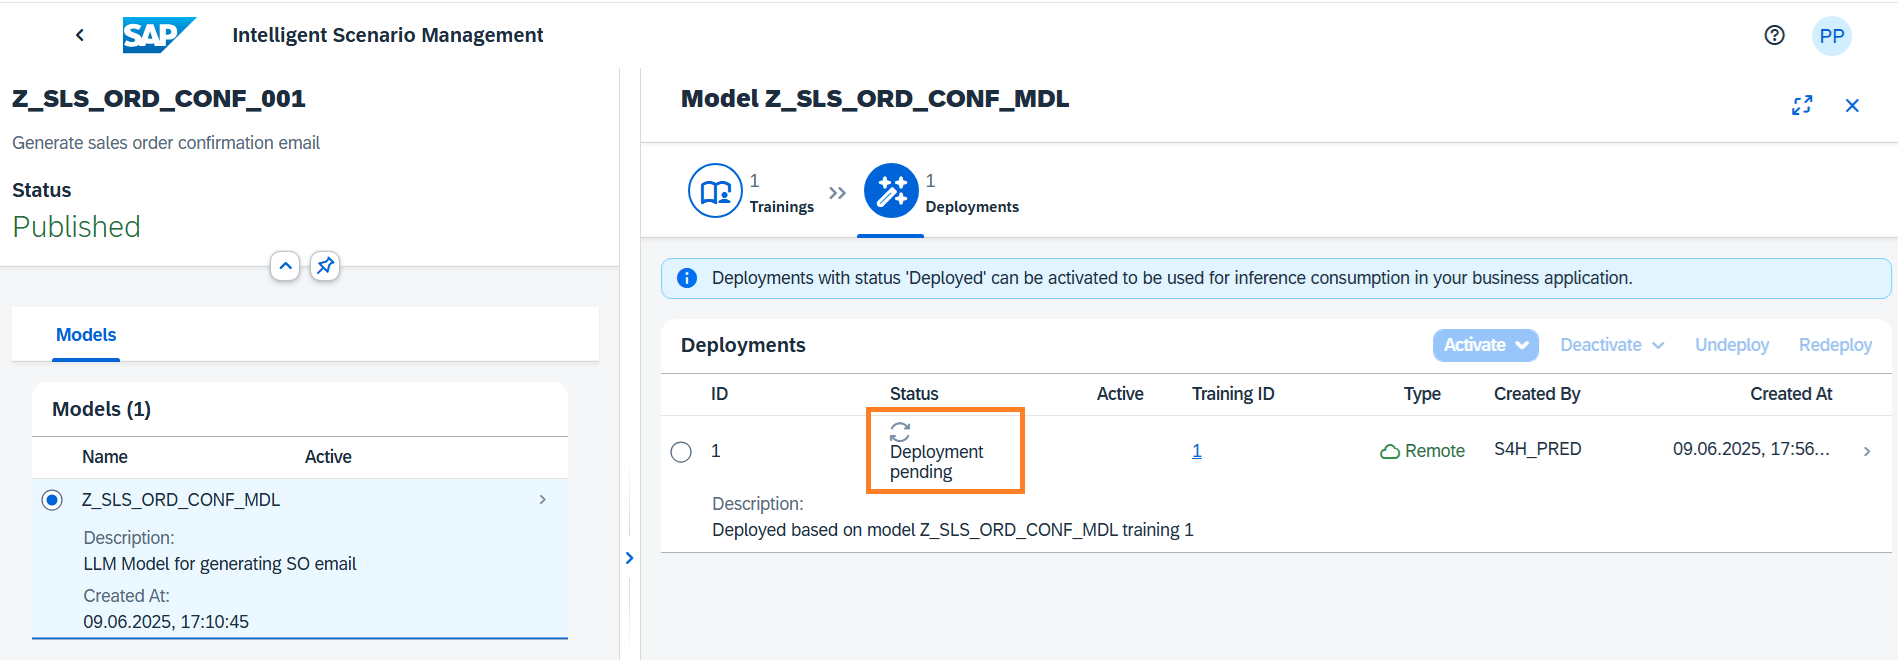 SAP Intelligent Scenario Management
PP
Z_SLS_ORD_CONF_001
Generate sales order confirmation email
Status
Published
Models
Models (1)
Name Active
Z_SLS_ORD_CONF_MDL
Description:
LLM Model for generating SO email
Created At:
09.06.2025, 17:10:45
Model Z_SLS_ORD_CONF_MDL
1
Trainings
1
Deployments
Deployments with status 'Deployed' can be activated to be used for inference consumption in your business application.
Deployments Activate Deactivate Undeploy Redeploy
ID Status Active Training ID Type Created By Created At
1 Deployment pending 1 Remote S4H_PRED 09.06.2025, 17:56...
Description:
Deployed based on model Z_SLS_ORD_CONF_MDL training 1